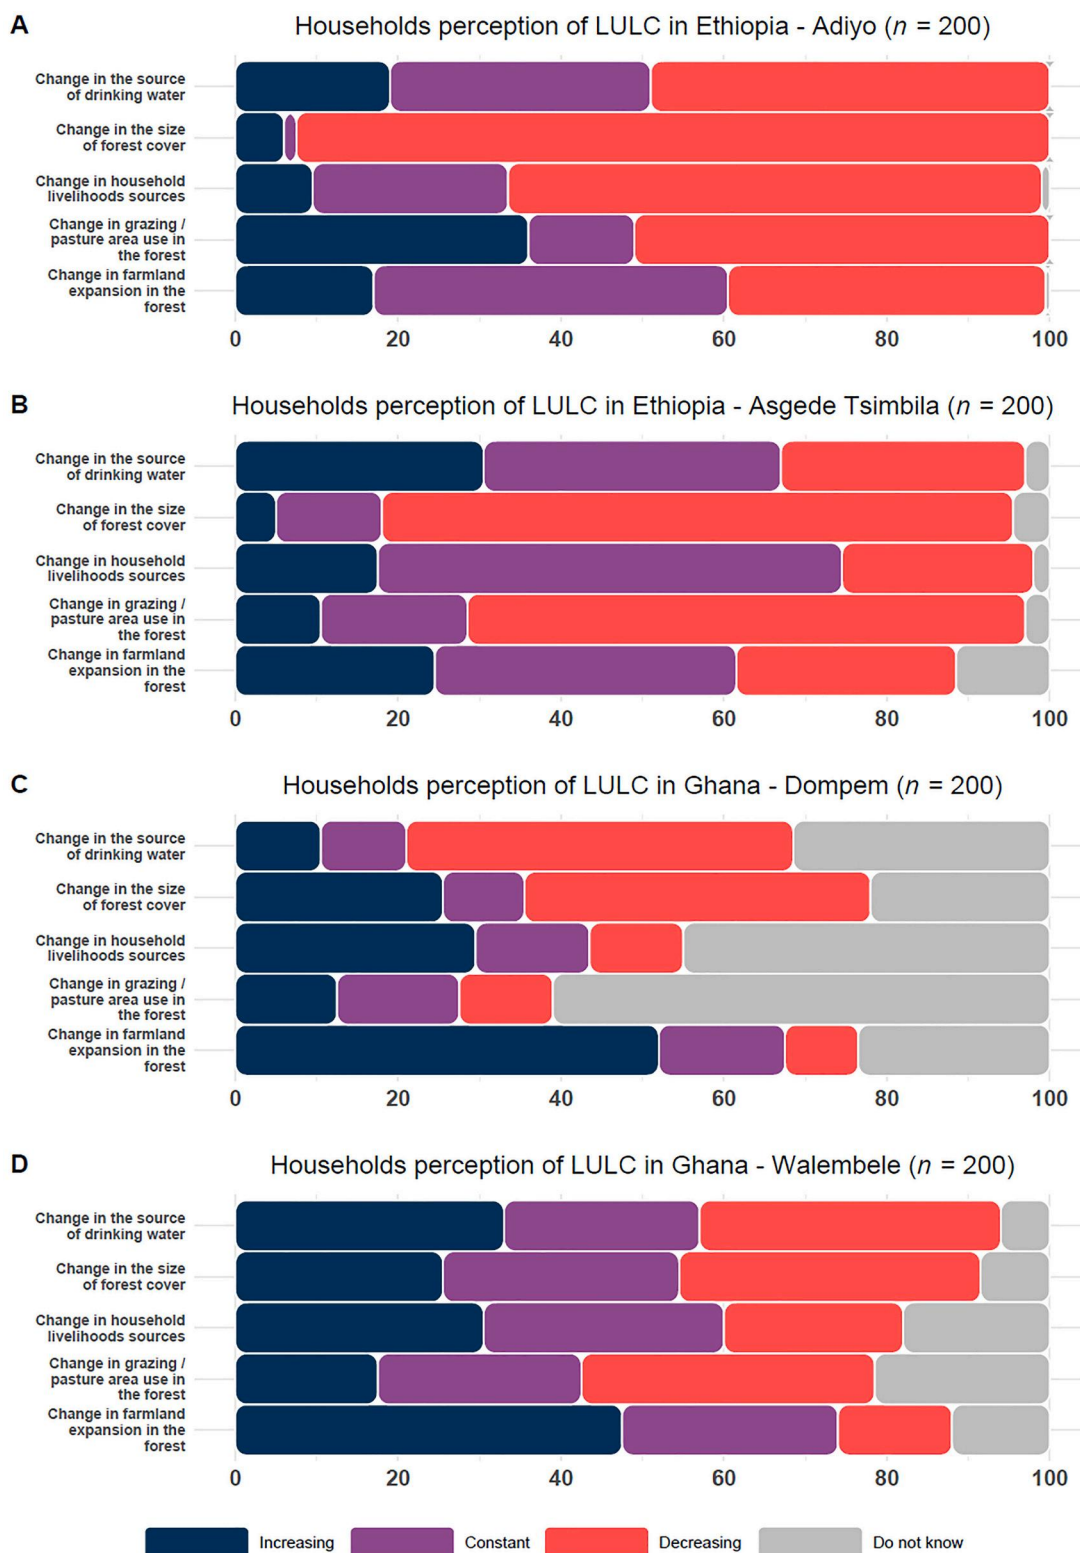 A
Households perception of LULC in Ethiopia - Adiyo (n = 200)
Change in the source
of drinking water
Change in the size
of forest cover
Change in household
livelihoods sources
Change in grazing /
pasture area use in
the forest
Change in farmland
expansion in the
forest
0 20 40 60 80 100
B
Households perception of LULC in Ethiopia - Asgede Tsimbila (n = 200)
Change in the source
of drinking water
Change in the size
of forest cover
Change in household
livelihoods sources
Change in grazing /
pasture area use in
the forest
Change in farmland
expansion in the
forest
0 20 40 60 80 100
C
Households perception of LULC in Ghana - Dompem (n = 200)
Change in the source
of drinking water
Change in the size
of forest cover
Change in household
livelihoods sources
Change in grazing /
pasture area use in
the forest
Change in farmland
expansion in the
forest
0 20 40 60 80 100
D
Households perception of LULC in Ghana - Walembele (n = 200)
Change in the source
of drinking water
Change in the size
of forest cover
Change in household
livelihoods sources
Change in grazing /
pasture area use in
the forest
Change in farmland
expansion in the
forest
0 20 40 60 80 100
Increasing Constant Decreasing Do not know